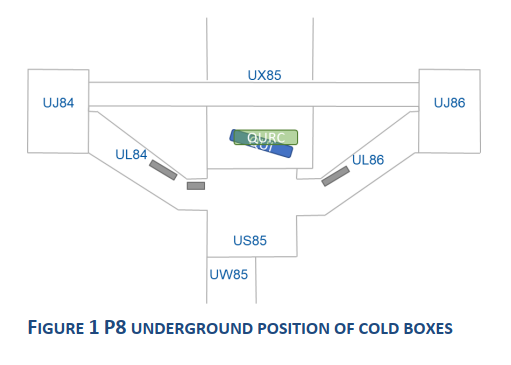 UX85
UJ84
UJ86
QURC
UL84
UL86
US85
UW85
FIGURE 1 P8 UNDERGROUND POSITION OF COLD BOXES